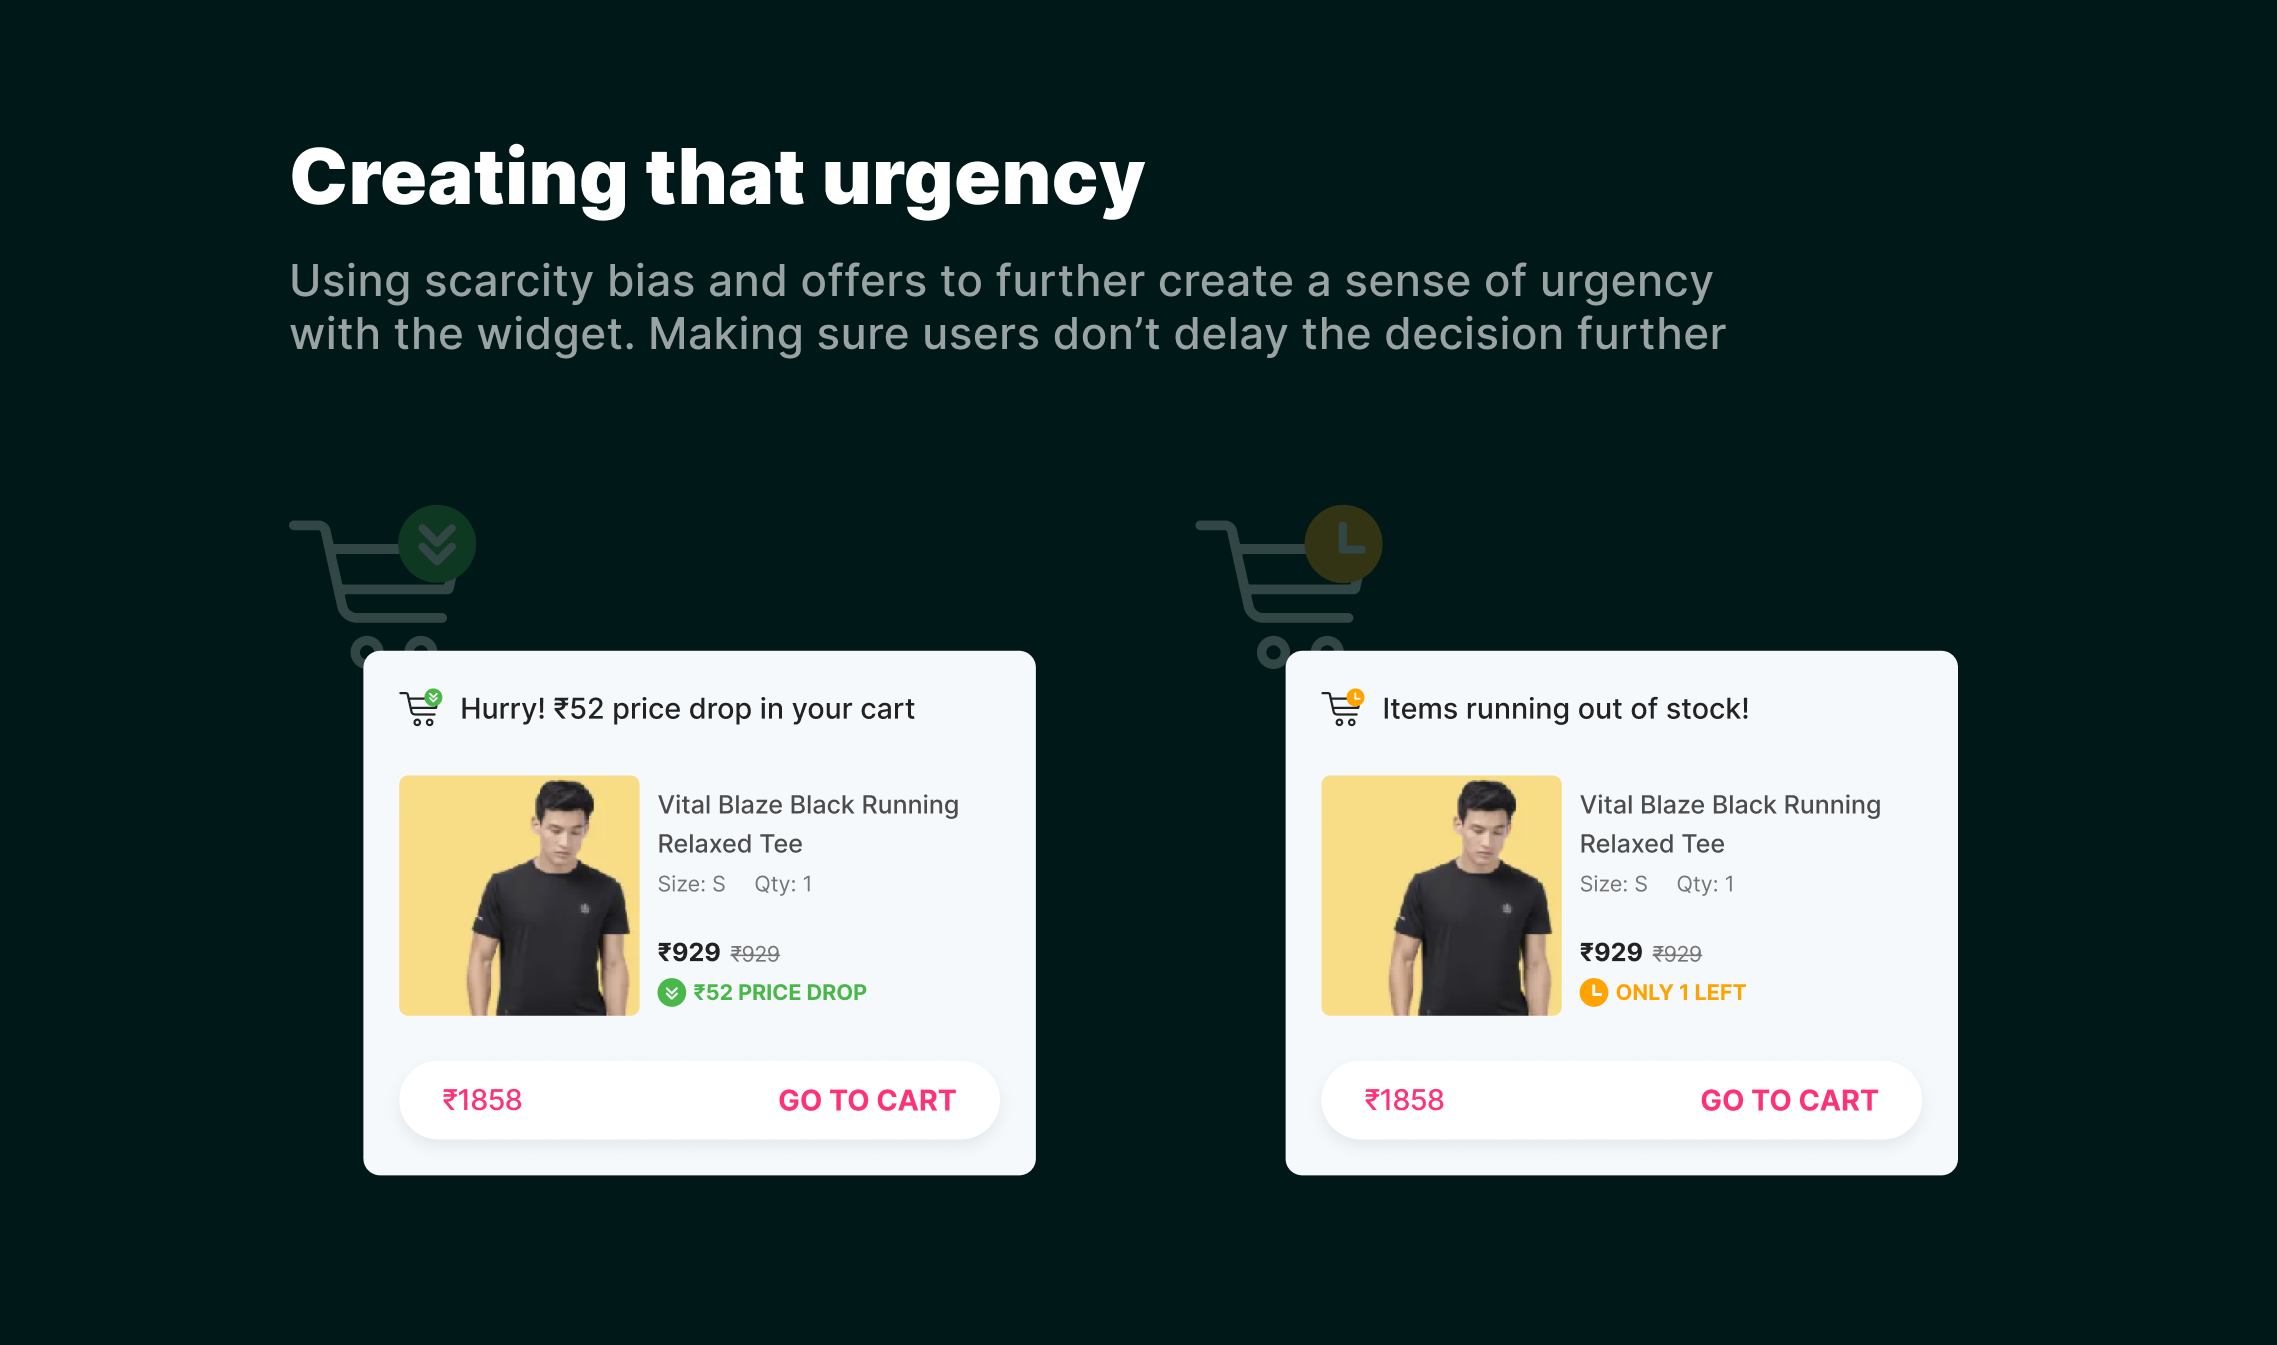 Creating that urgency
Using scarcity bias and offers to further create a sense of urgency
with the widget. Making sure users don’t delay the decision further
Hurry! ₹52 price drop in your cart
Vital Blaze Black Running
Relaxed Tee
Size: S Qty: 1
₹929 ₹929
₹52 PRICE DROP
₹1858 GO TO CART
Items running out of stock!
Vital Blaze Black Running
Relaxed Tee
Size: S Qty: 1
₹929 ₹929
ONLY 1 LEFT
₹1858 GO TO CART